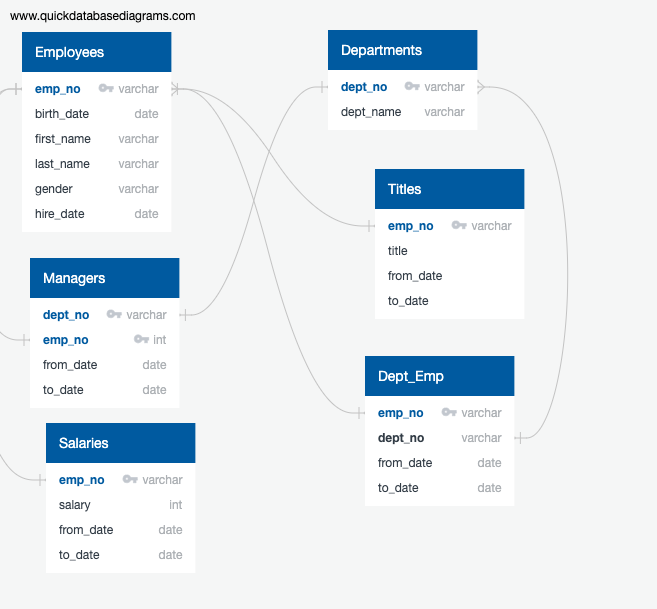 www.quickdatabasediagrams.com
Employees
emp_no varchar
birth_date date
first_name varchar
last_name varchar
gender varchar
hire_date date
Departments
dept_no varchar
dept_name varchar
Titles
emp_no varchar
title
from_date
to_date
Managers
dept_no varchar
emp_no int
from_date date
to_date date
Dept_Emp
emp_no varchar
dept_no varchar
from_date date
to_date date
Salaries
emp_no varchar
salary int
from_date date
to_date date